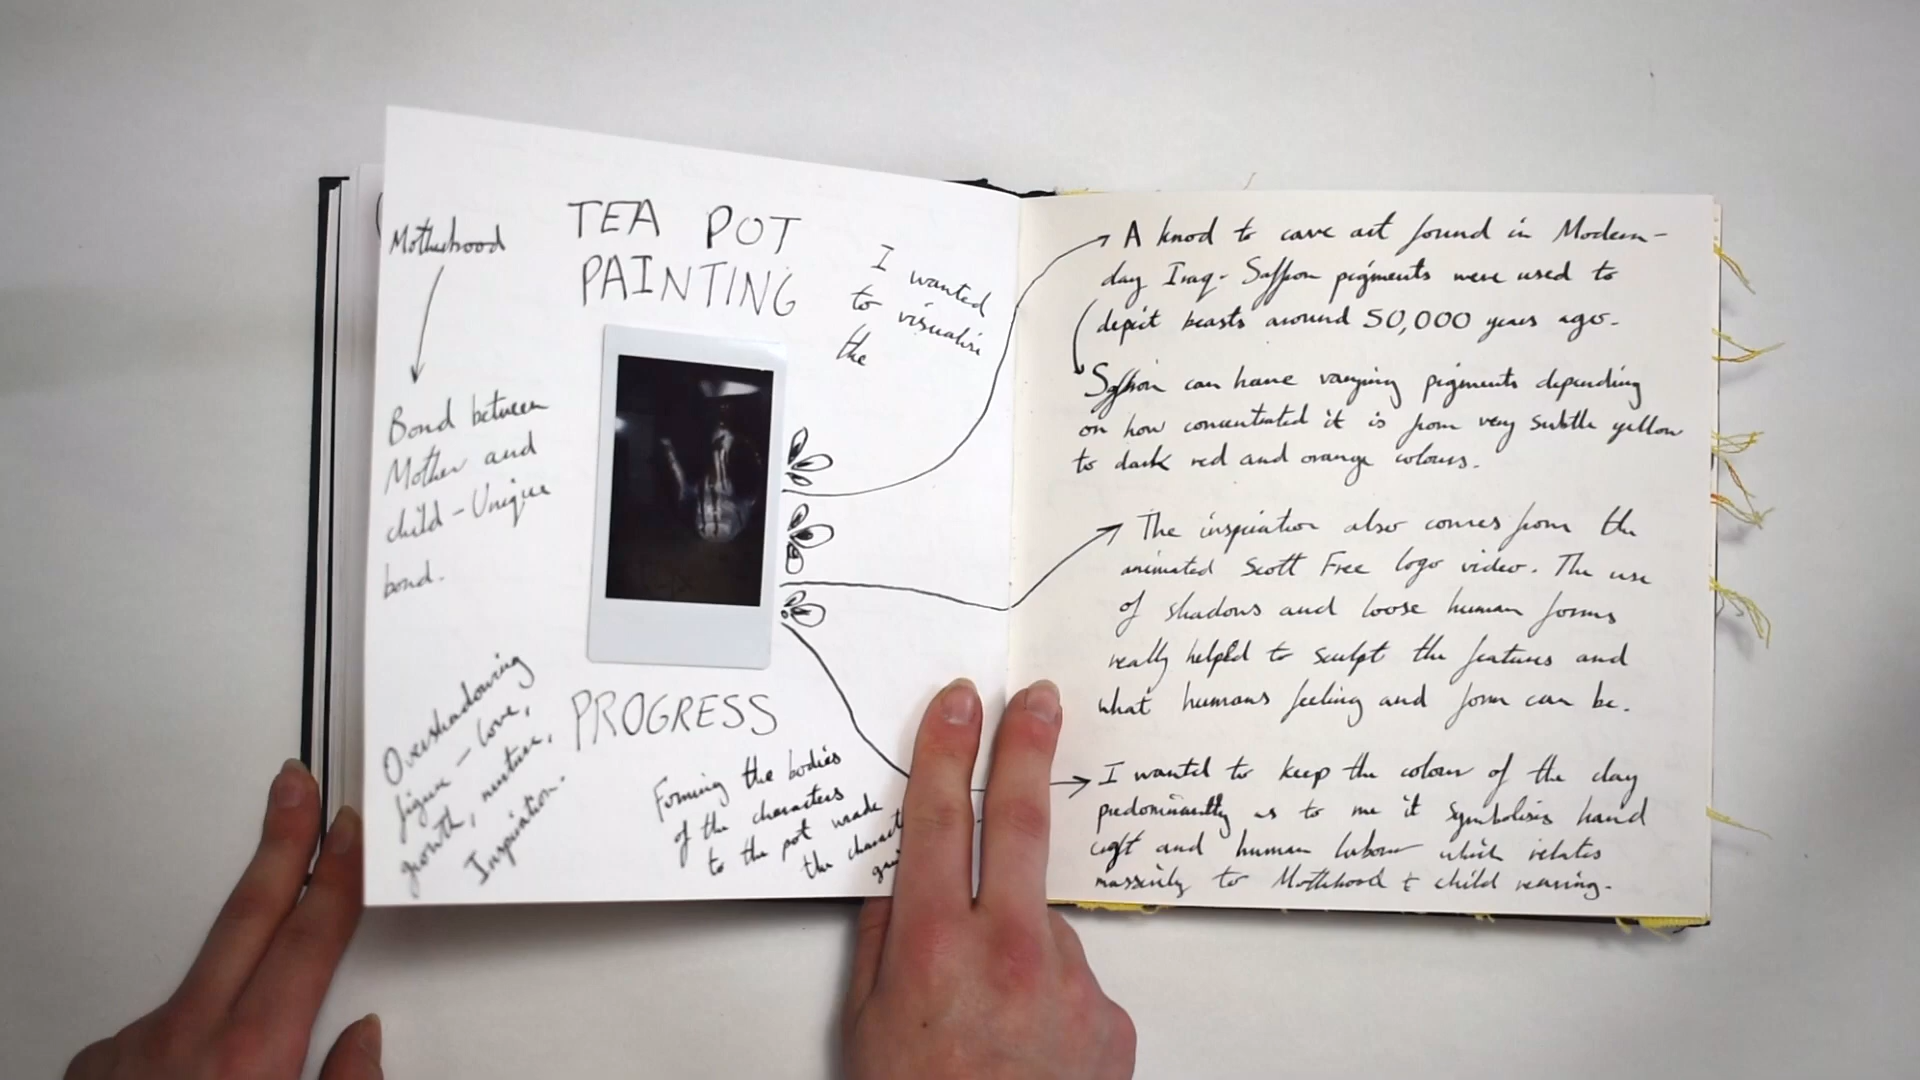 TEA POT
PAINTING
Motherhood
Bond between
Mother and
child - Unique
bond.
Overshadowing
figure - love,
growth, nurture,
Inspiration.
I wanted
to visualise
the
PROGRESS
Forming the bodies
of the characters
to the pot made
the
A knod to cave art found in Modern-
day Iraq - Saffron pigments were used to
depict beasts around 50,000 years ago.
Saffron can have varying pigments depending
on how concentrated it is from very subtle yellow
to dark red and orange colours.
The inspiration also comes from the
animated Scott Free logo video. The use
of shadows and loose human forms
really helped to sculpt the features and
what humans feeling and form can be.
I wanted to keep the colour of the clay
predominantly as to me it symbolises hand
craft and human labour which relates
massively to Motherhood & child rearing.